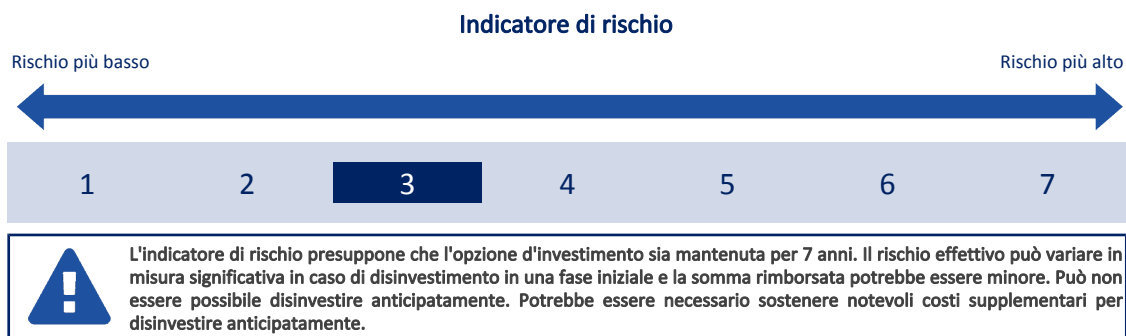 Indicatore di rischio
Rischio più basso
Rischio più alto
1 2 3 4 5 6 7
L'indicatore di rischio presuppone che l'opzione d'investimento sia mantenuta per 7 anni. Il rischio effettivo può variare in
misura significativa in caso di disinvestimento in una fase iniziale e la somma rimborsata potrebbe essere minore. Può non
essere possibile disinvestire anticipatamente. Potrebbe essere necessario sostenere notevoli costi supplementari per
disinvestire anticipatamente.